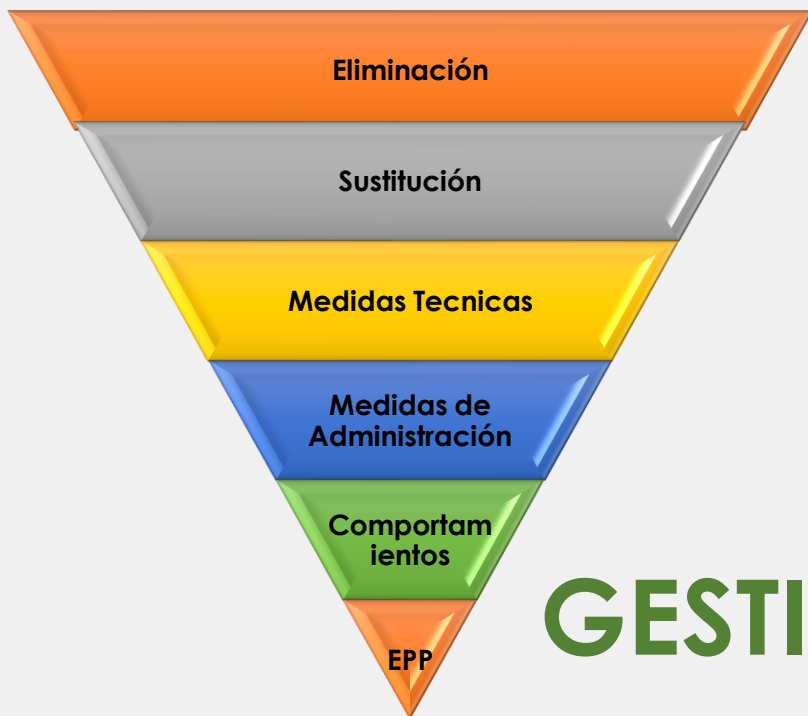 Eliminación
Sustitución
Medidas Tecnicas
Medidas de
Administración
Comportam
ientos
EPP
GESTI